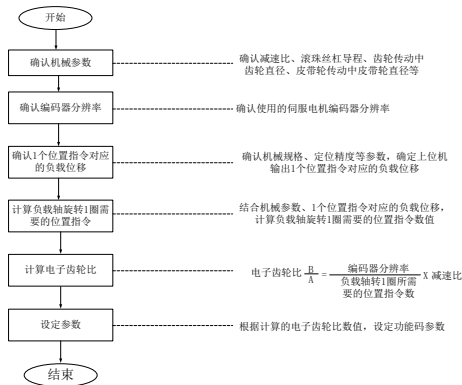 开始
确认机械参数
确认减速比、滚珠丝杠导程、齿轮传动中
齿轮直径、皮带轮传动中皮带轮直径等
确认编码器分辨率
确认使用的伺服电机编码器分辨率
确认1个位置指令对应
的负载位移
确认机械规格、定位精度等参数，确定上位机
输出1个位置指令对应的负载位移
计算负载轴旋转1圈需
要的位置指令
结合机械参数、1个位置指令对应的负载位移，
计算负载轴旋转1圈需要的位置指令数值
计算电子齿轮比
电子齿轮比 B/A = 编码器分辨率
负载轴转1圈所需
要的位置指令数
X 减速比
设定参数
根据计算的电子齿轮比数值，设定功能码参数
结束